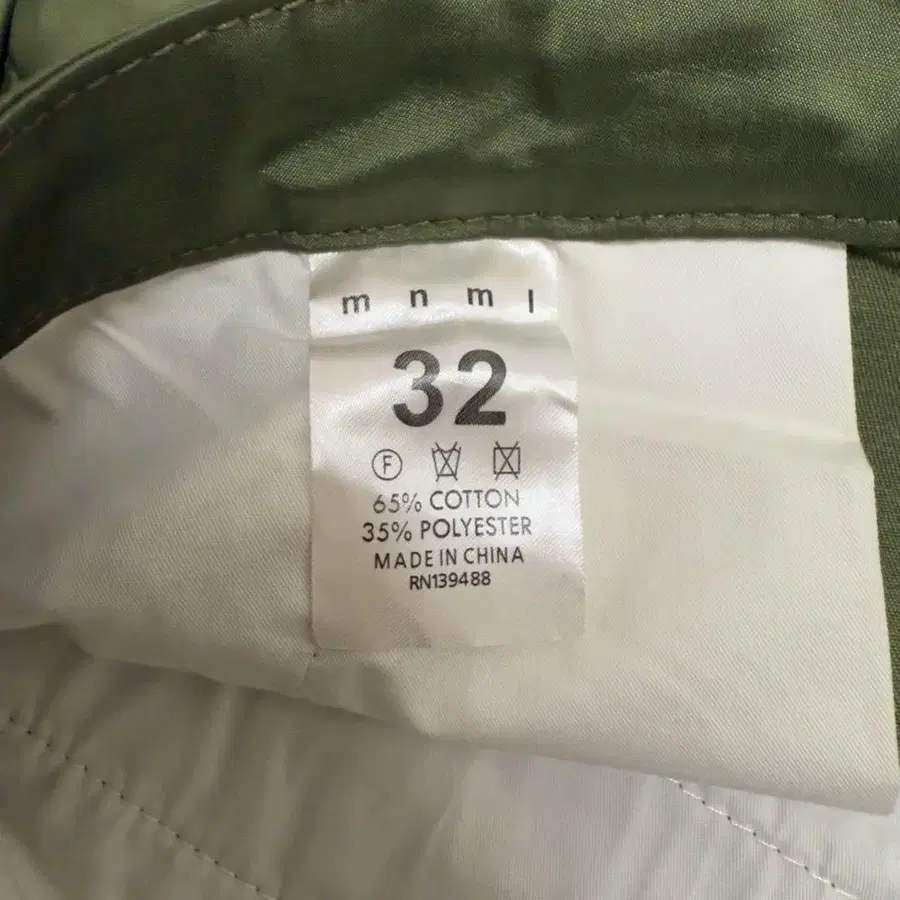 m n m l
32
F
65% COTTON
35% POLYESTER
MADE IN CHINA
RN139488